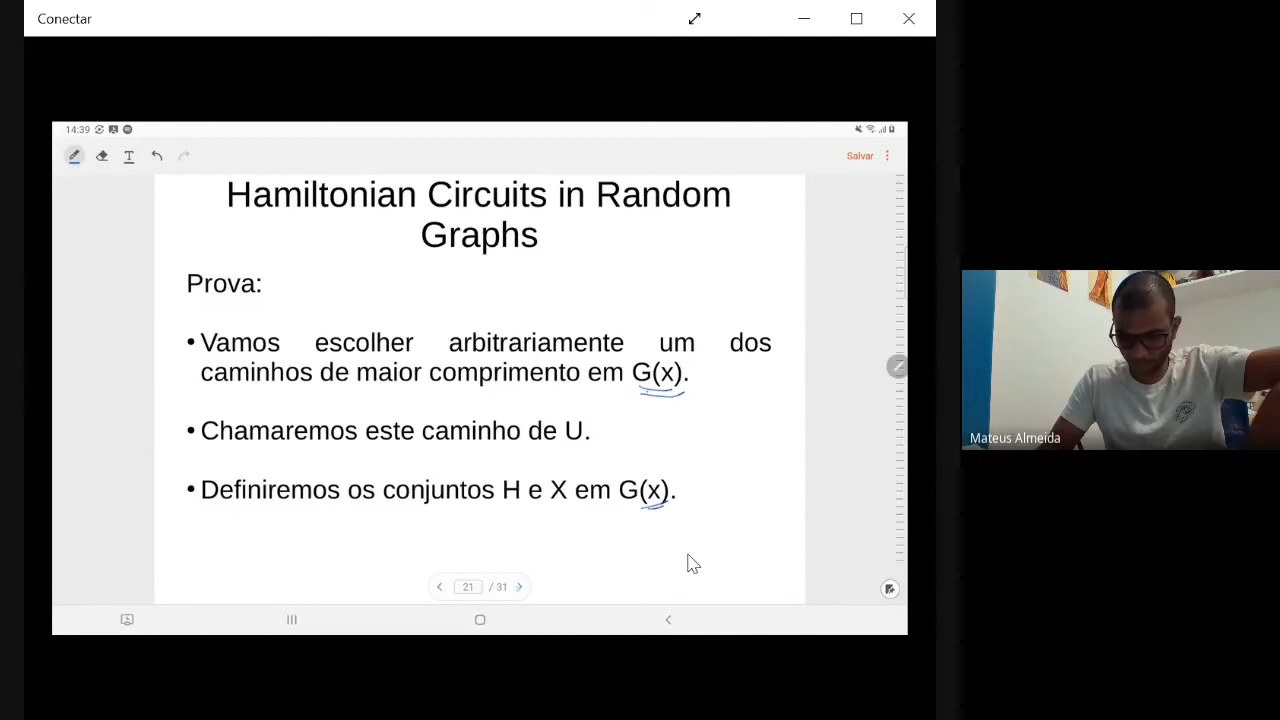 Conectar
14:39
Salvar
Hamiltonian Circuits in Random
Graphs
Prova:
• Vamos escolher arbitrariamente um dos
caminhos de maior comprimento em G(x).
• Chamaremos este caminho de U.
• Definiremos os conjuntos H e X em G(x).
21 / 31
Mateus Almeida